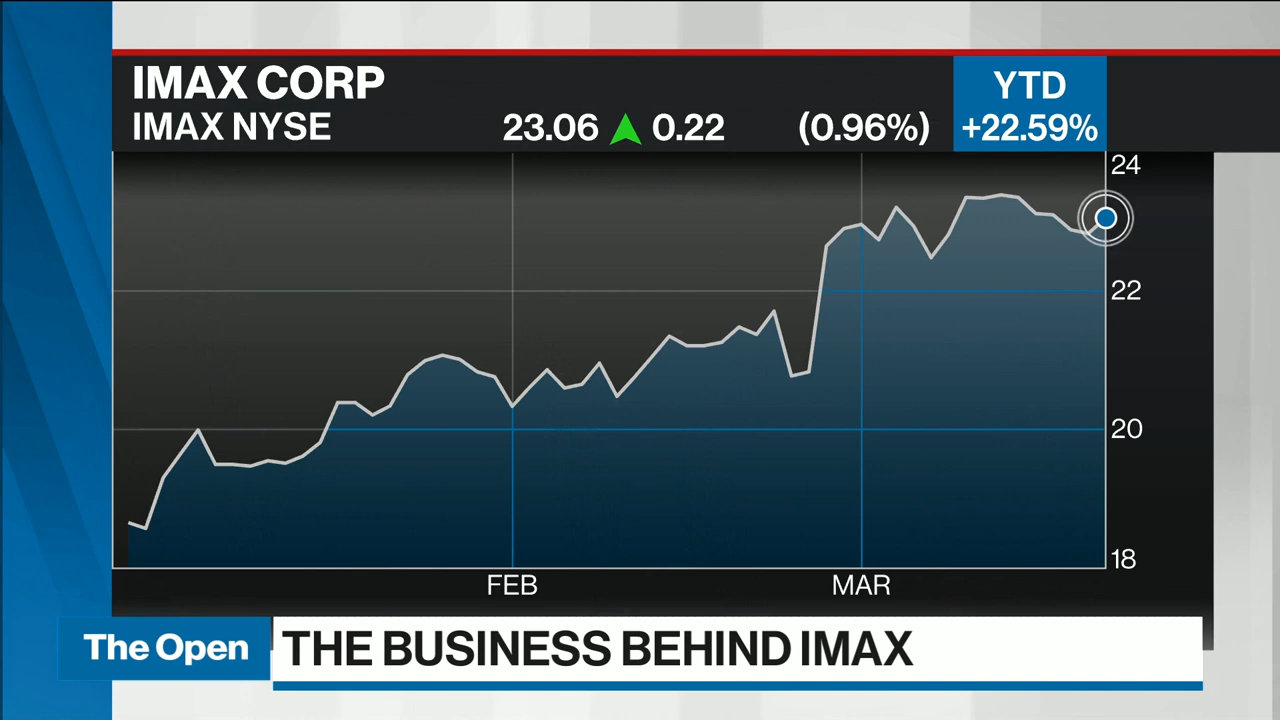 IMAX CORP
IMAX NYSE
23.06 ▲ 0.22 (0.96%)
YTD
+22.59%
24
22
20
18
FEB MAR
The Open
THE BUSINESS BEHIND IMAX